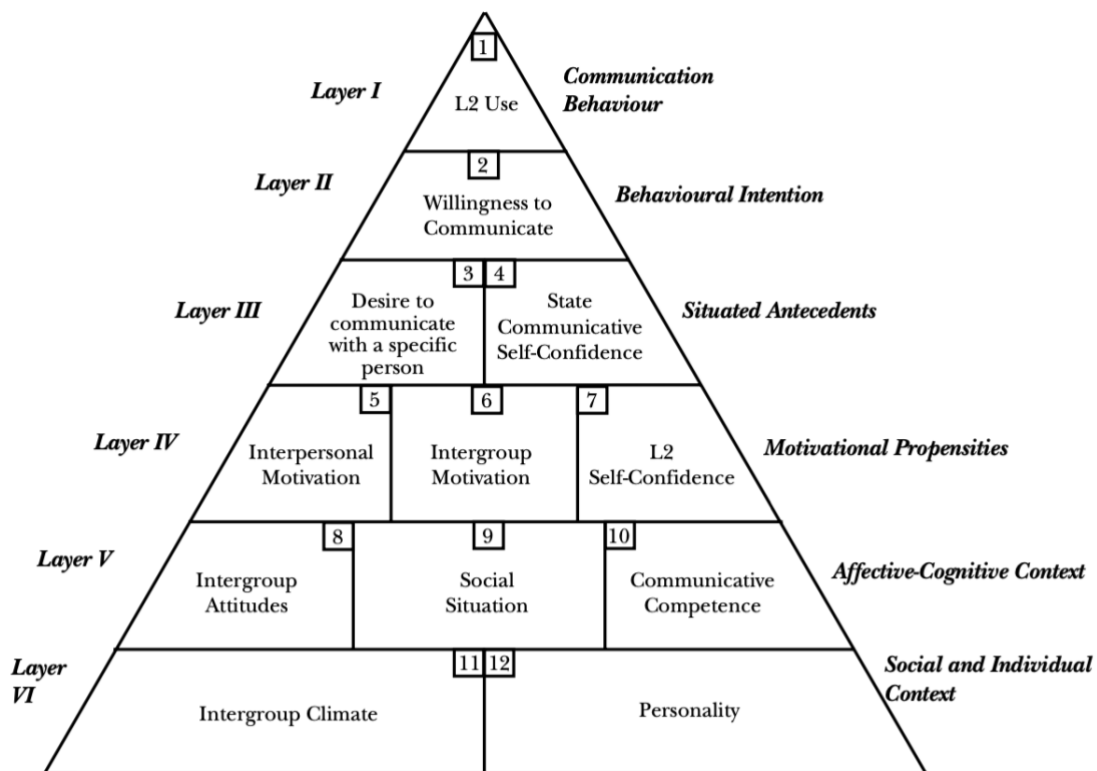 1
Layer I
L2 Use
Communication
Behaviour
2
Layer II
Willingness to
Communicate
Behavioural Intention
3 4
Layer III
Desire to
communicate
with a specific
person
State
Communicative
Self-Confidence
Situated Antecedents
5 6 7
Layer IV
Interpersonal
Motivation
Intergroup
Motivation
L2
Self-Confidence
Motivational Propensities
8 9 10
Layer V
Intergroup
Attitudes
Social
Situation
Communicative
Competence
Affective-Cognitive Context
11 12
Layer
VI
Intergroup Climate
Personality
Social and Individual
Context